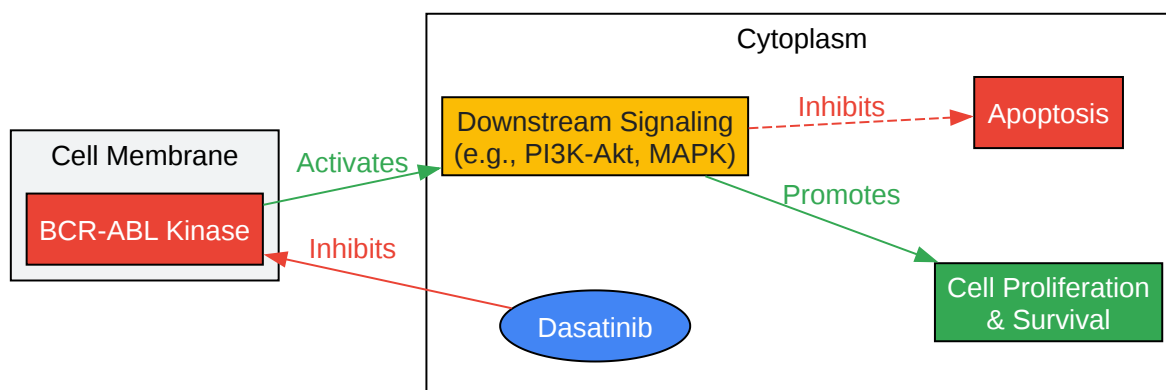 Cytoplasm
Cell Membrane
BCR-ABL Kinase
Activates
Inhibits
Downstream Signaling
(e.g., PI3K-Akt, MAPK)
Inhibits
Apoptosis
Promotes
Cell Proliferation
& Survival
Dasatinib